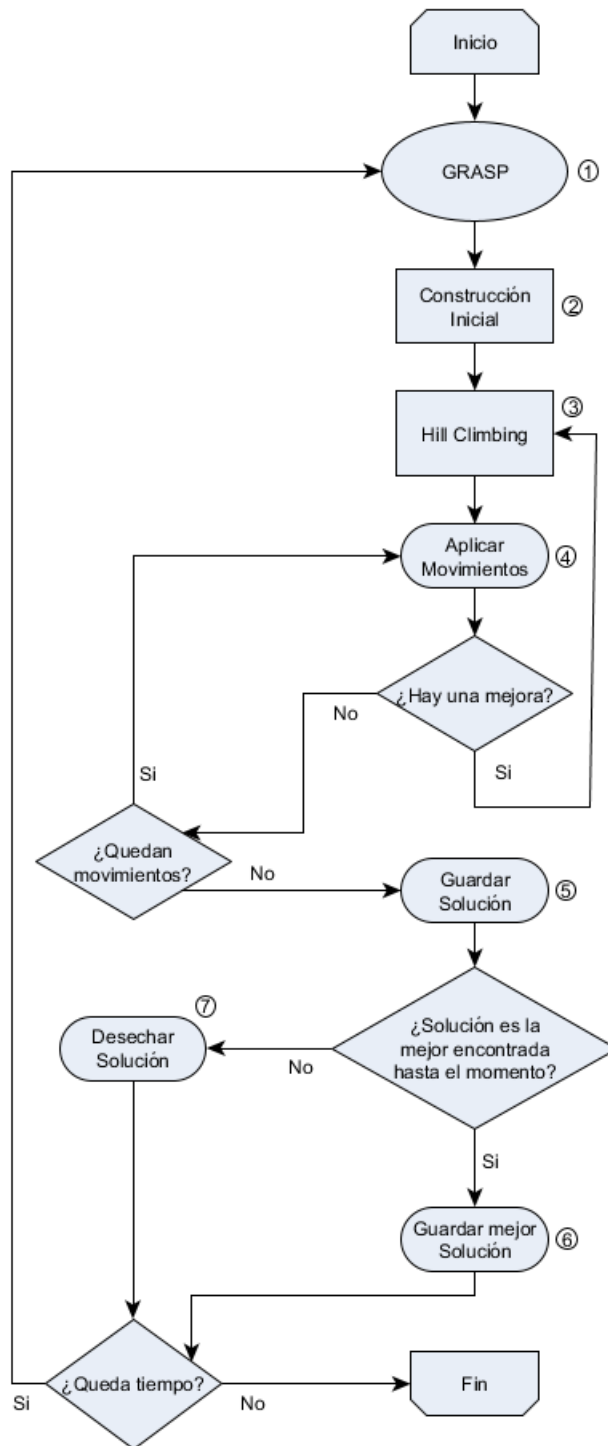 Inicio
GRASP
①
Construcción
Inicial
②
③
Hill Climbing
Aplicar
Movimientos
④
¿Hay una mejora?
No
Si
Si
¿Quedan
movimientos?
No
Guardar
Solución
⑤
⑦
Desechar
Solución
¿Solución es la
mejor encontrada
hasta el momento?
No
Si
Guardar mejor
Solución
⑥
¿Queda tiempo?
Si
No
Fin